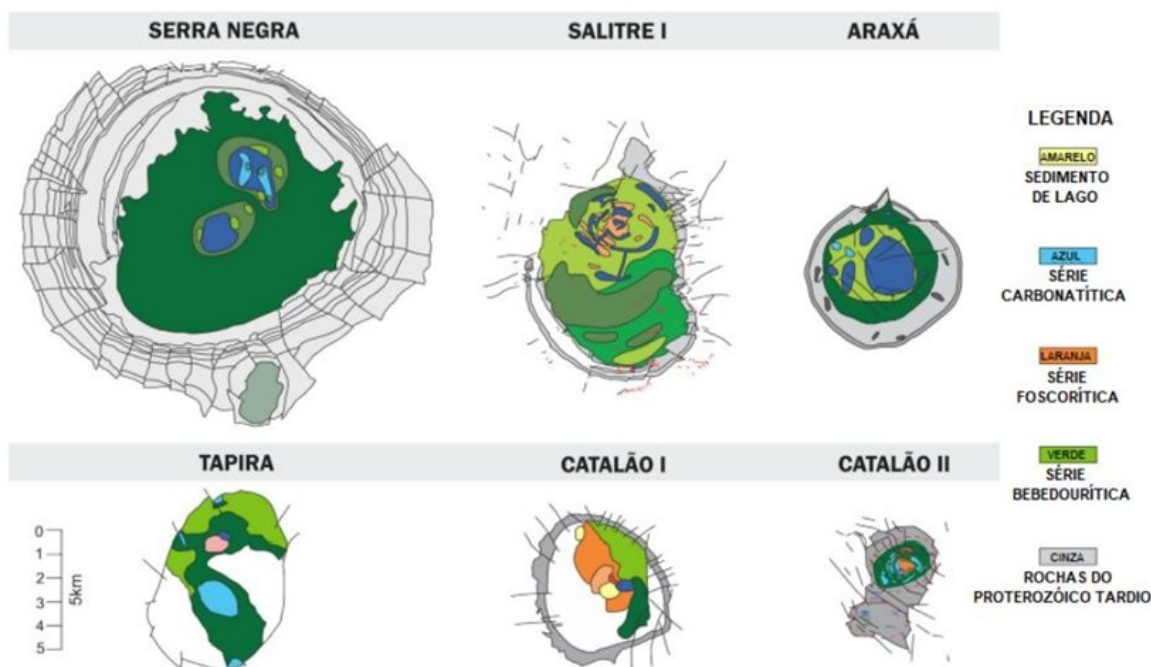 SERRA NEGRA
SALITRE I
ARAXÁ
LEGENDA
AMARELO
SEDIMENTO
DE LAGO
AZUL
SÉRIE
CARBONATÍTICA
LARANJA
SÉRIE
FOSCORÍTICA
VERDE
SÉRIE
BEBEDOURÍTICA
CINZA
ROCHAS DO
PROTEROZÓICO TARDIO
TAPIRA
CATALÃO I
CATALÃO II
0
1
2
3
4
5
5km